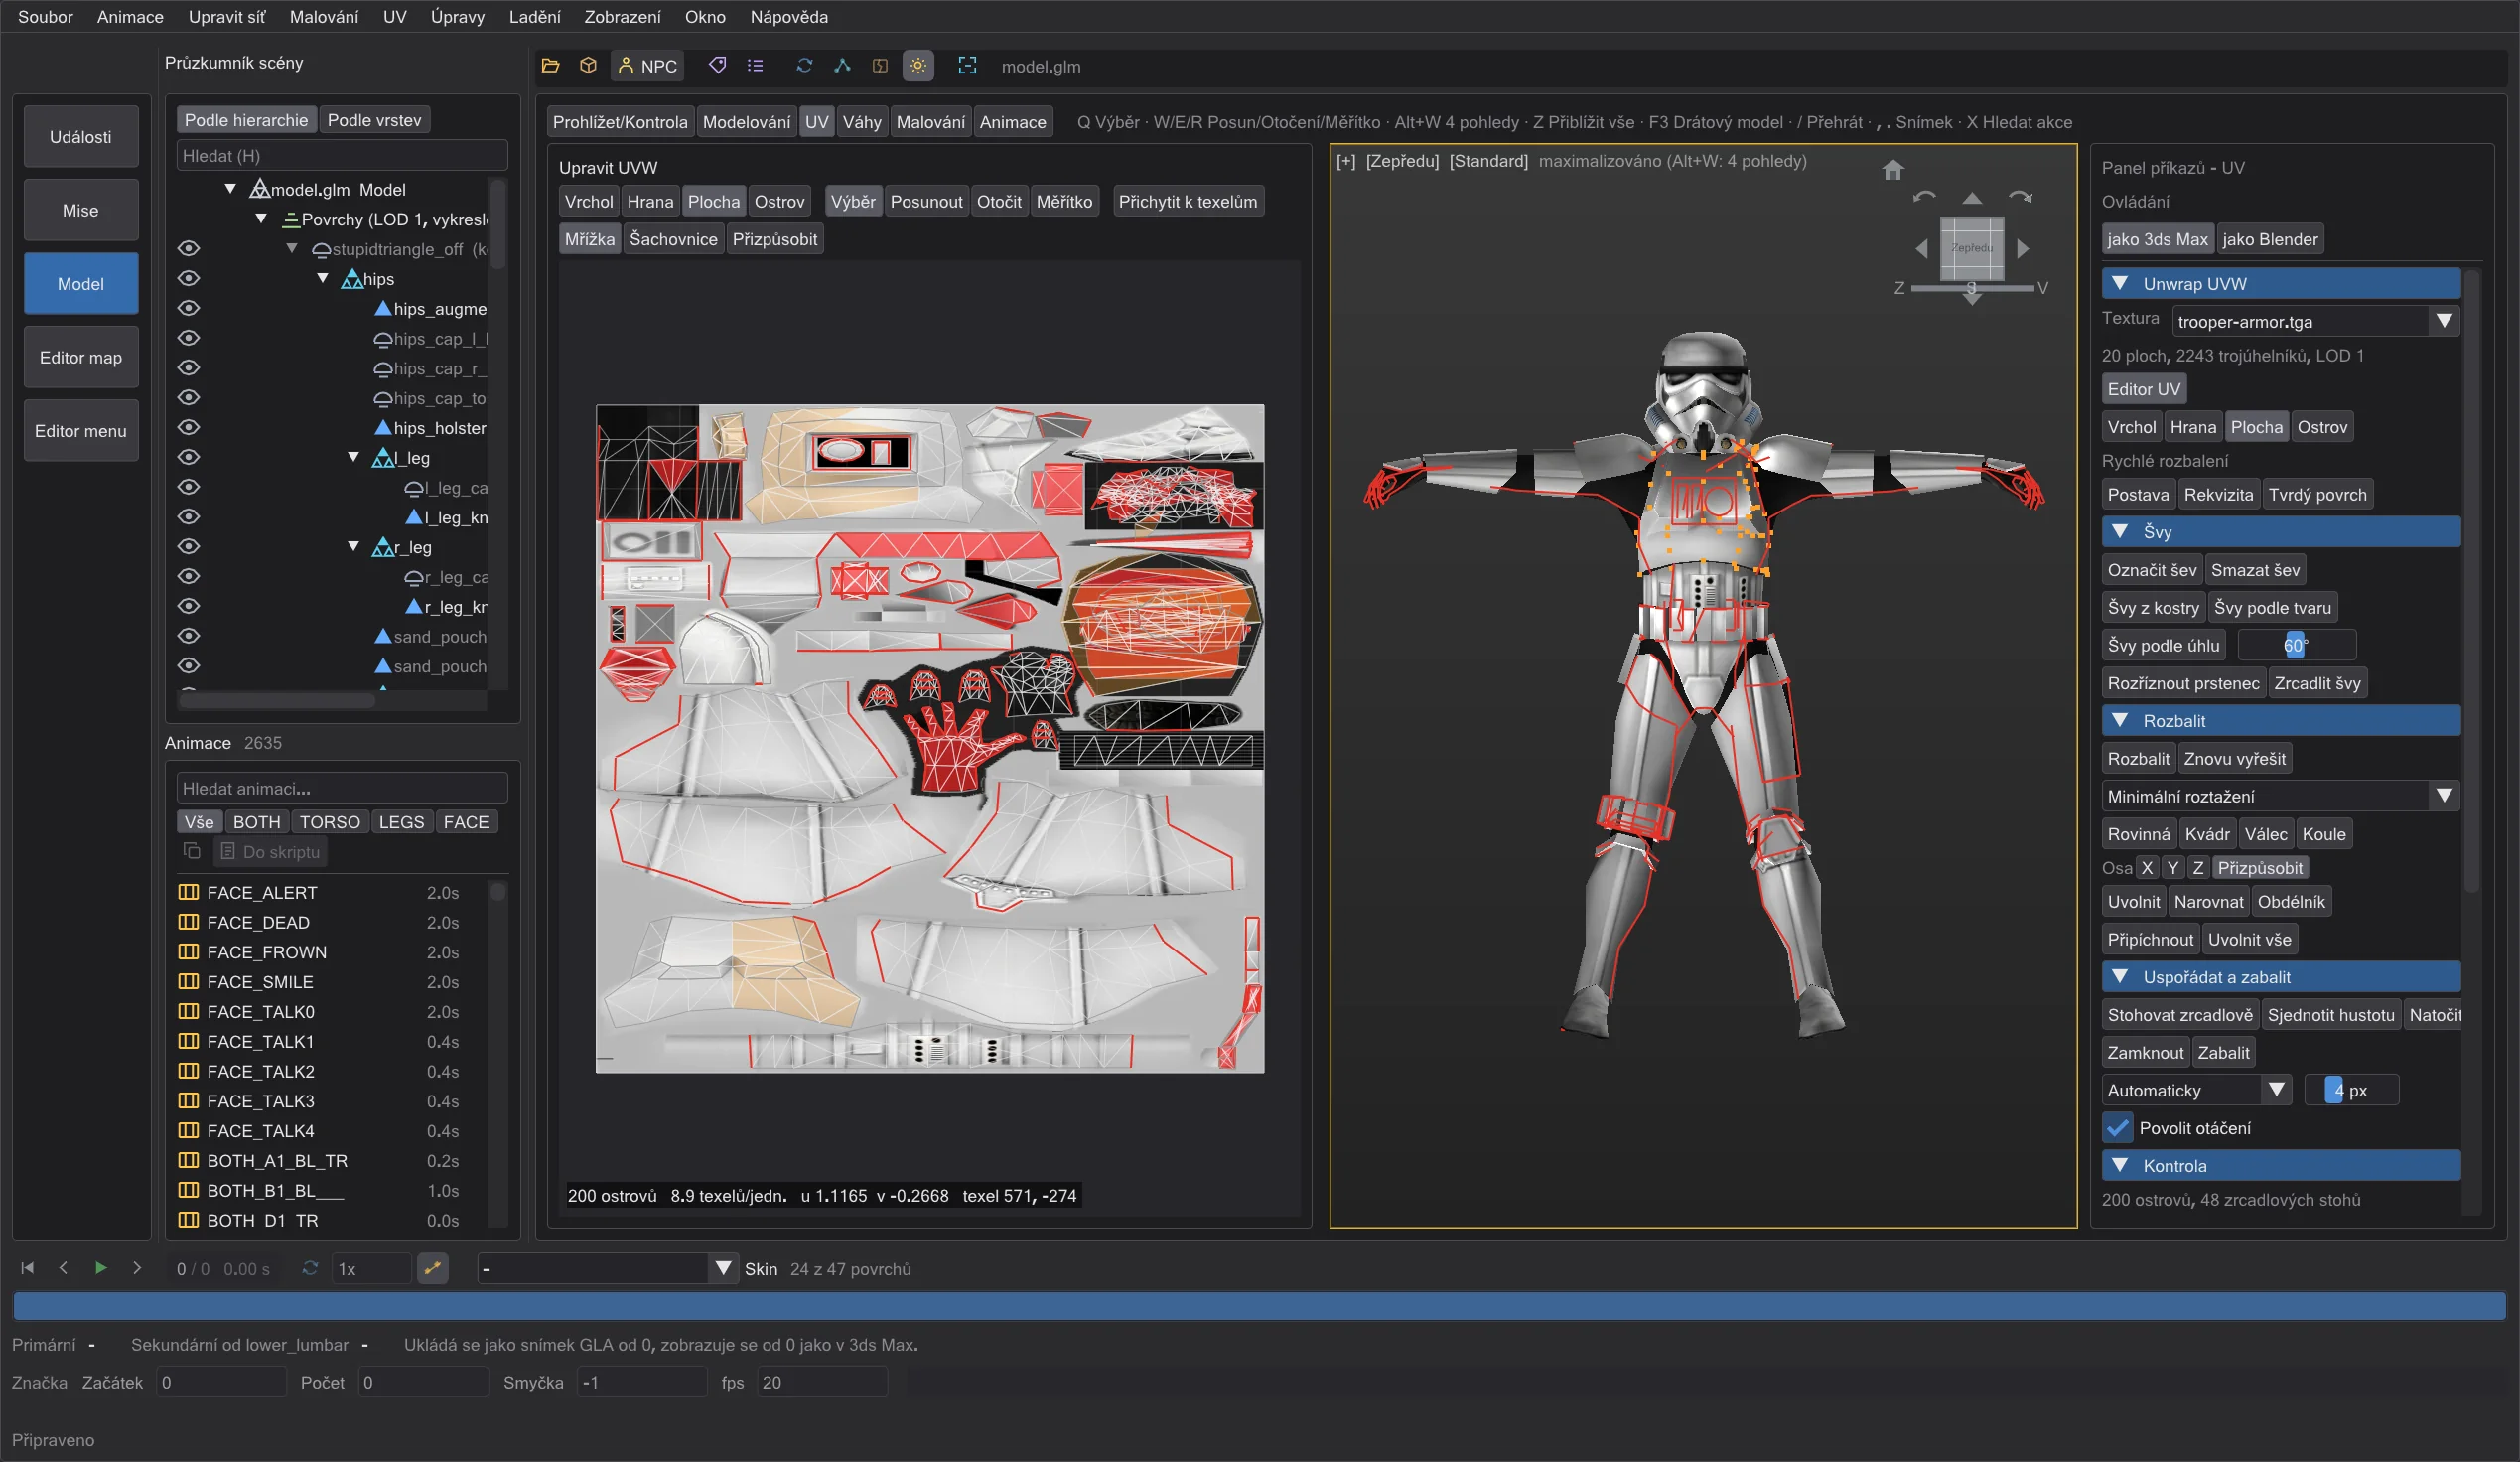 Soubor Animace Upravit síť Malování UV Úpravy Ladění Zobrazení Okno Nápověda
Průzkumník scény
NPC model.glm
Události
Mise
Model
Editor map
Editor menu
Podle hierarchie Podle vrstev
Hledat (H)
model.glm Model
Povrchy (LOD 1, vykresl
stupidtriangle_off (k
hips
hips_augme
hips_cap_l_l
hips_cap_r_
hips_cap_to
hips_holster
l_leg
l_leg_ca
l_leg_kn
r_leg
r_leg_ca
r_leg_kr
sand_pouch
sand_pouch
Animace 2635
Hledat animaci...
Vše BOTH TORSO LEGS FACE
Do skriptu
FACE_ALERT 2.0s
FACE_DEAD 2.0s
FACE_FROWN 2.0s
FACE_SMILE 2.0s
FACE_TALK0 2.0s
FACE_TALK1 0.4s
FACE_TALK2 0.4s
FACE_TALK3 0.4s
FACE_TALK4 0.4s
BOTH_A1_BL_TR 0.2s
BOTH_B1_BL___ 1.0s
BOTH_D1_TR 0.0s
Prohlížet/Kontrola Modelování UV Váhy Malování Animace Q Výběr · W/E/R Posun/Otočení/Měřítko · Alt+W 4 pohledy · Z Přiblížit vše · F3 Drátový model · / Přehrát · , . Snímek · X Hledat akce
Upravit UVW
Vrchol Hrana Plocha Ostrov Výběr Posunout Otočit Měřítko Přichytit k texelům
Mřížka Šachovnice Přizpůsobit
200 ostrovů 8.9 texelů/jedn. u 1.1165 v -0.2668 texel 571, -274
[+] [Zepředu] [Standard] maximalizováno (Alt+W: 4 pohledy)
Zepředu
Z S V
Panel příkazů - UV
Ovládání
jako 3ds Max jako Blender
Unwrap UVW
Textura trooper-armor.tga
20 ploch, 2243 trojúhelníků, LOD 1
Editor UV
Vrchol Hrana Plocha Ostrov
Rychlé rozbalení
Postava Rekvizita Tvrdý povrch
Švy
Označit šev Smazat šev
Švy z kostry Švy podle tvaru
Švy podle úhlu 60°
Rozříznout prstenec Zrcadlit švy
Rozbalit
Rozbalit Znovu vyřešit
Minimální roztažení
Rovinná Kvádr Válec Koule
Osa X Y Z Přizpůsobit
Uvolnit Narovnat Obdélník
Připíchnout Uvolnit vše
Uspořádat a zabalit
Stohovat zrcadlově Sjednotit hustotu Natočit
Zamknout Zabalit
Automaticky 4 px
Povolit otáčení
Kontrola
200 ostrovů, 48 zrcadlových stohů
0 / 0 0.00 s 1x - Skin 24 z 47 povrchů
Primární - Sekundární od lower_lumbar - Ukládá se jako snímek GLA od 0, zobrazuje se od 0 jako v 3ds Max.
Značka Začátek 0 Počet 0 Smyčka -1 fps 20
Připraveno